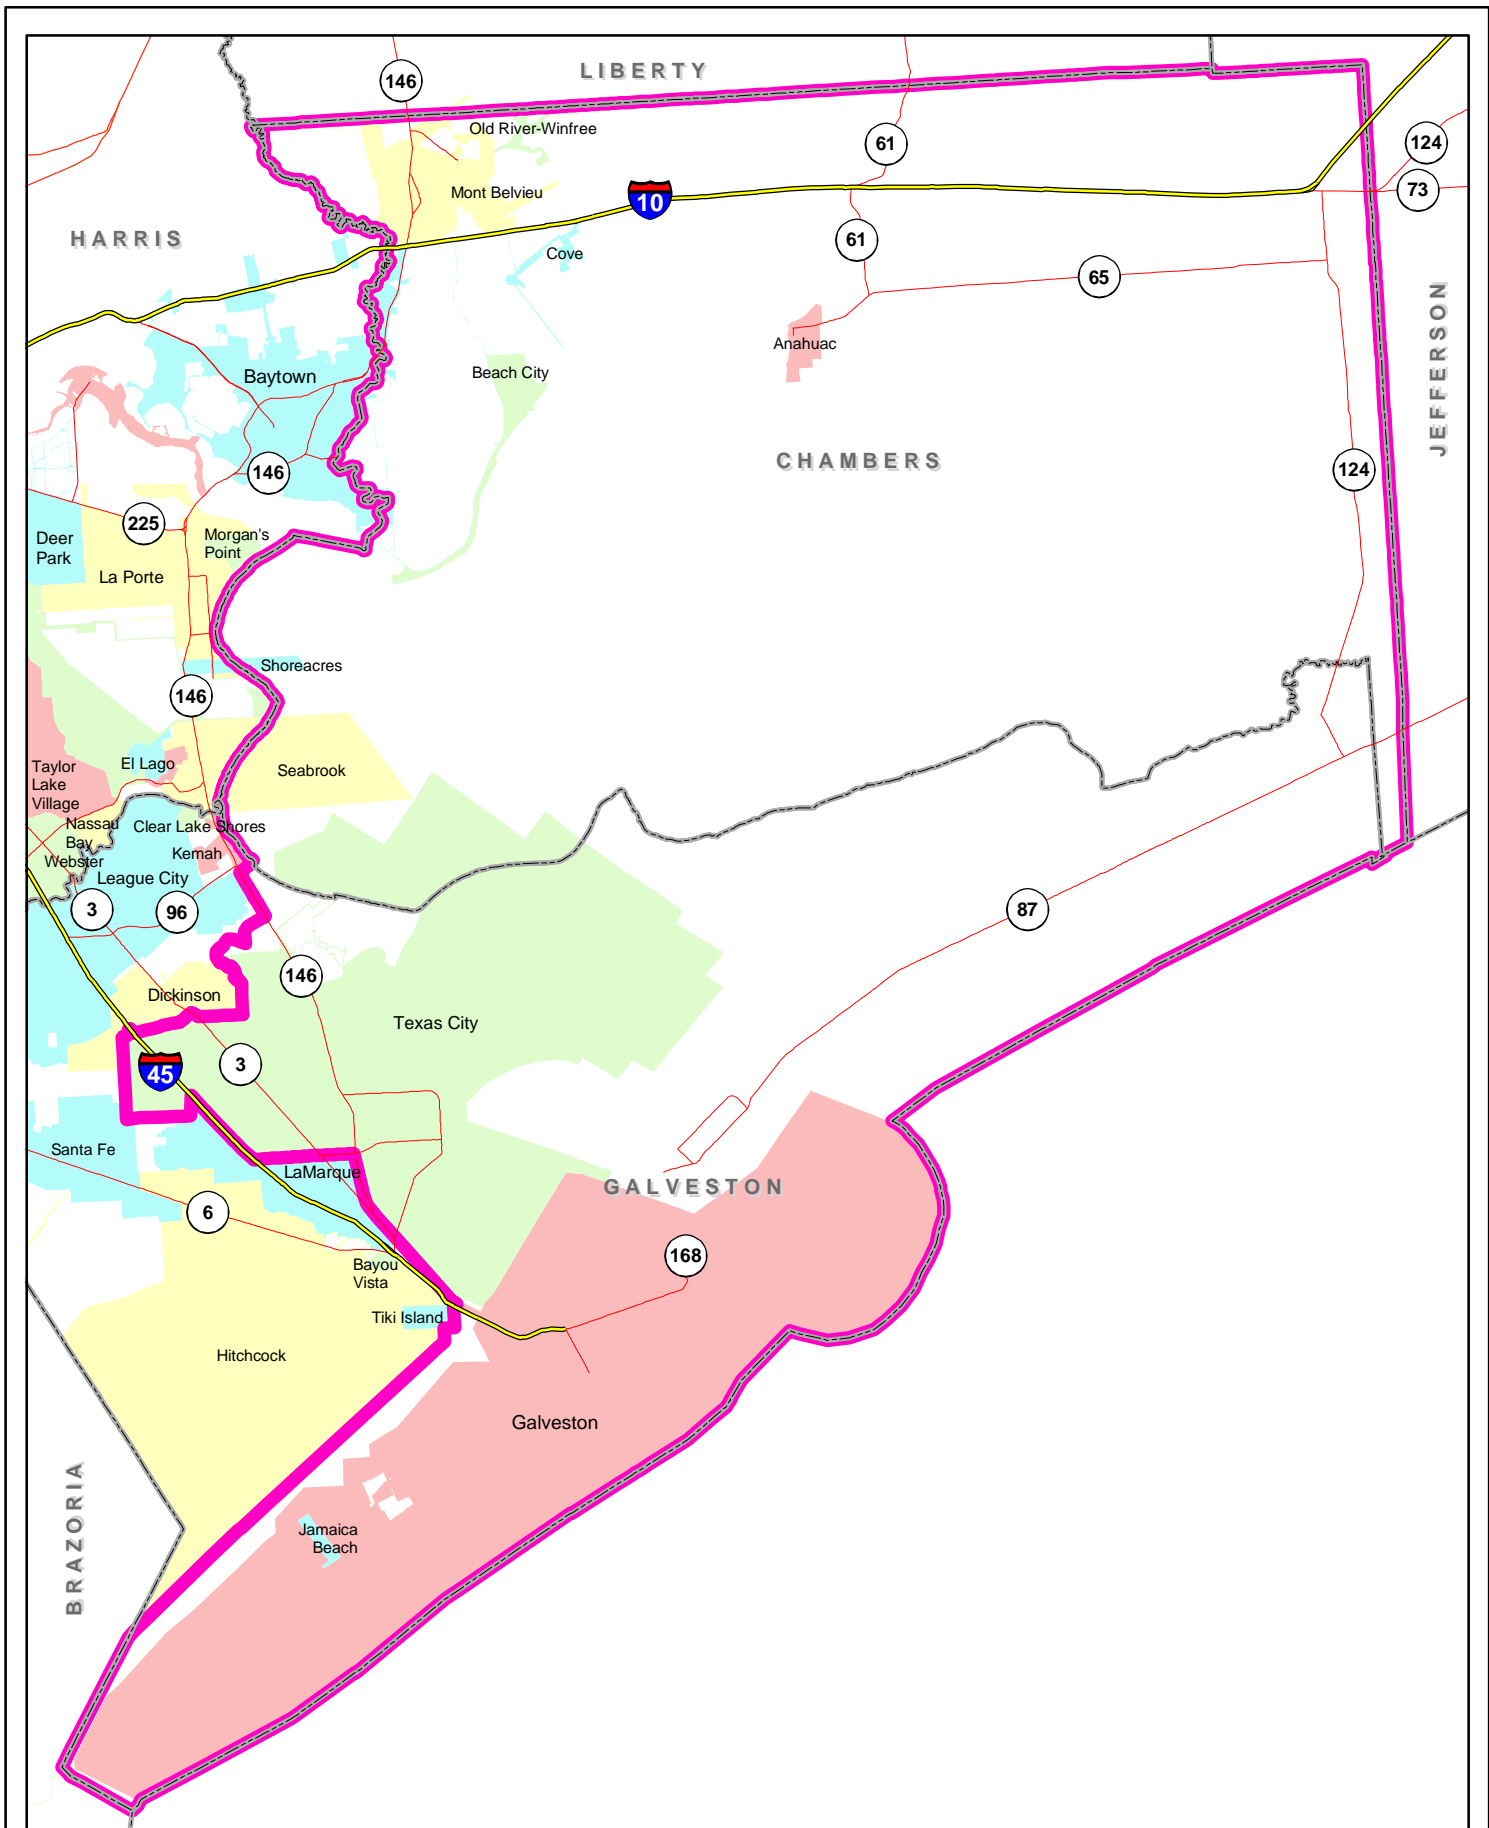 LIBERTY
146
Old River-Winfree
61
124
Mont Belvieu
10
73
HARRIS
61
Cove
65
JEFFERSON
Anahuac
Beach City
Baytown
CHAMBERS
146
124
225
Deer
Park
Morgan's
Point
La Porte
Shoreacres
146
El Lago
Seabrook
Taylor
Lake
Village
Nassau
Bay
Clear Lake Shores
Webster
Kemah
League City
3
96
87
146
Dickinson
Texas City
3
45
Santa Fe
LaMarque
GALVESTON
6
168
Bayou
Vista
Tiki Island
Hitchcock
Galveston
BRAZORIA
Jamaica
Beach